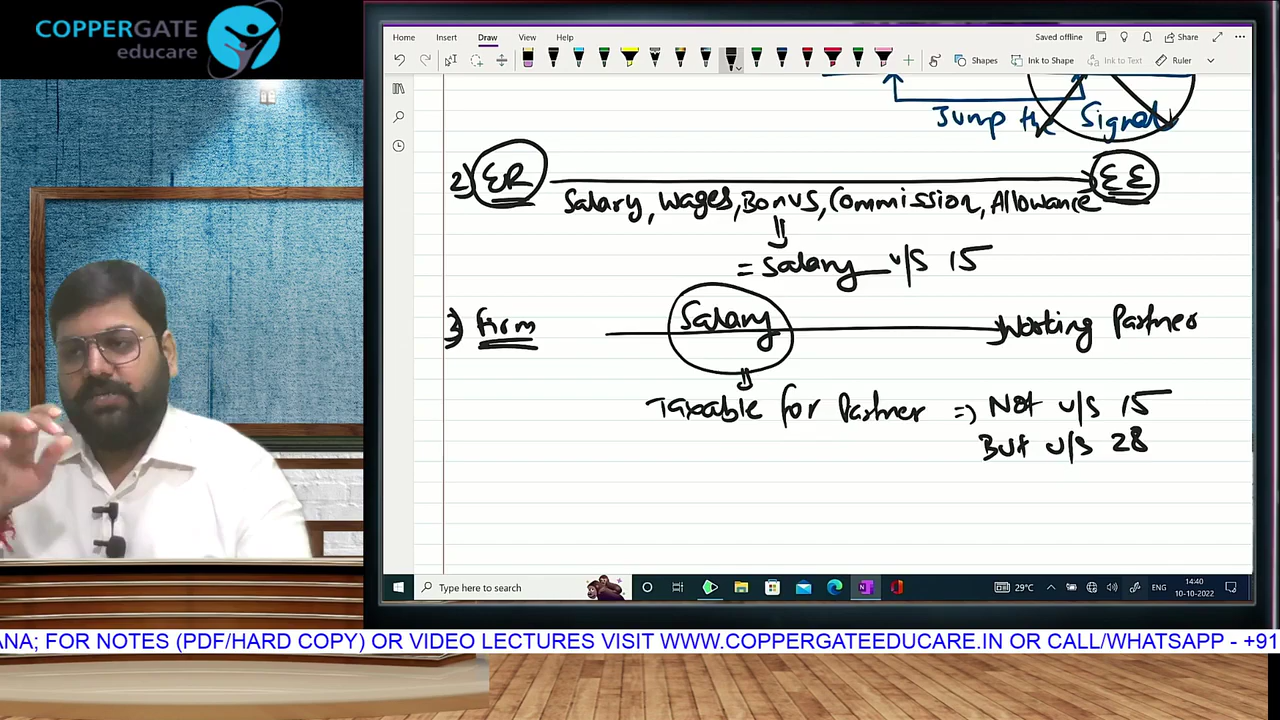 COPPERGATE
educare
Home Insert Draw View Help
Saved offline Share
Shapes Ink to Shape Ink to Text Ruler
Jump the Signal
2) ER EE
Salary, Wages, Bonus, Commission, Allowance
= Salary u/s 15
3) Firm Salary Working Partner
Taxable for Partner => Not u/s 15
But u/s 28
Type here to search
29°C ENG 14:40
10-10-2022
ANA; FOR NOTES (PDF/HARD COPY) OR VIDEO LECTURES VISIT WWW.COPPERGATEEDUCARE.IN OR CALL/WHATSAPP - +91